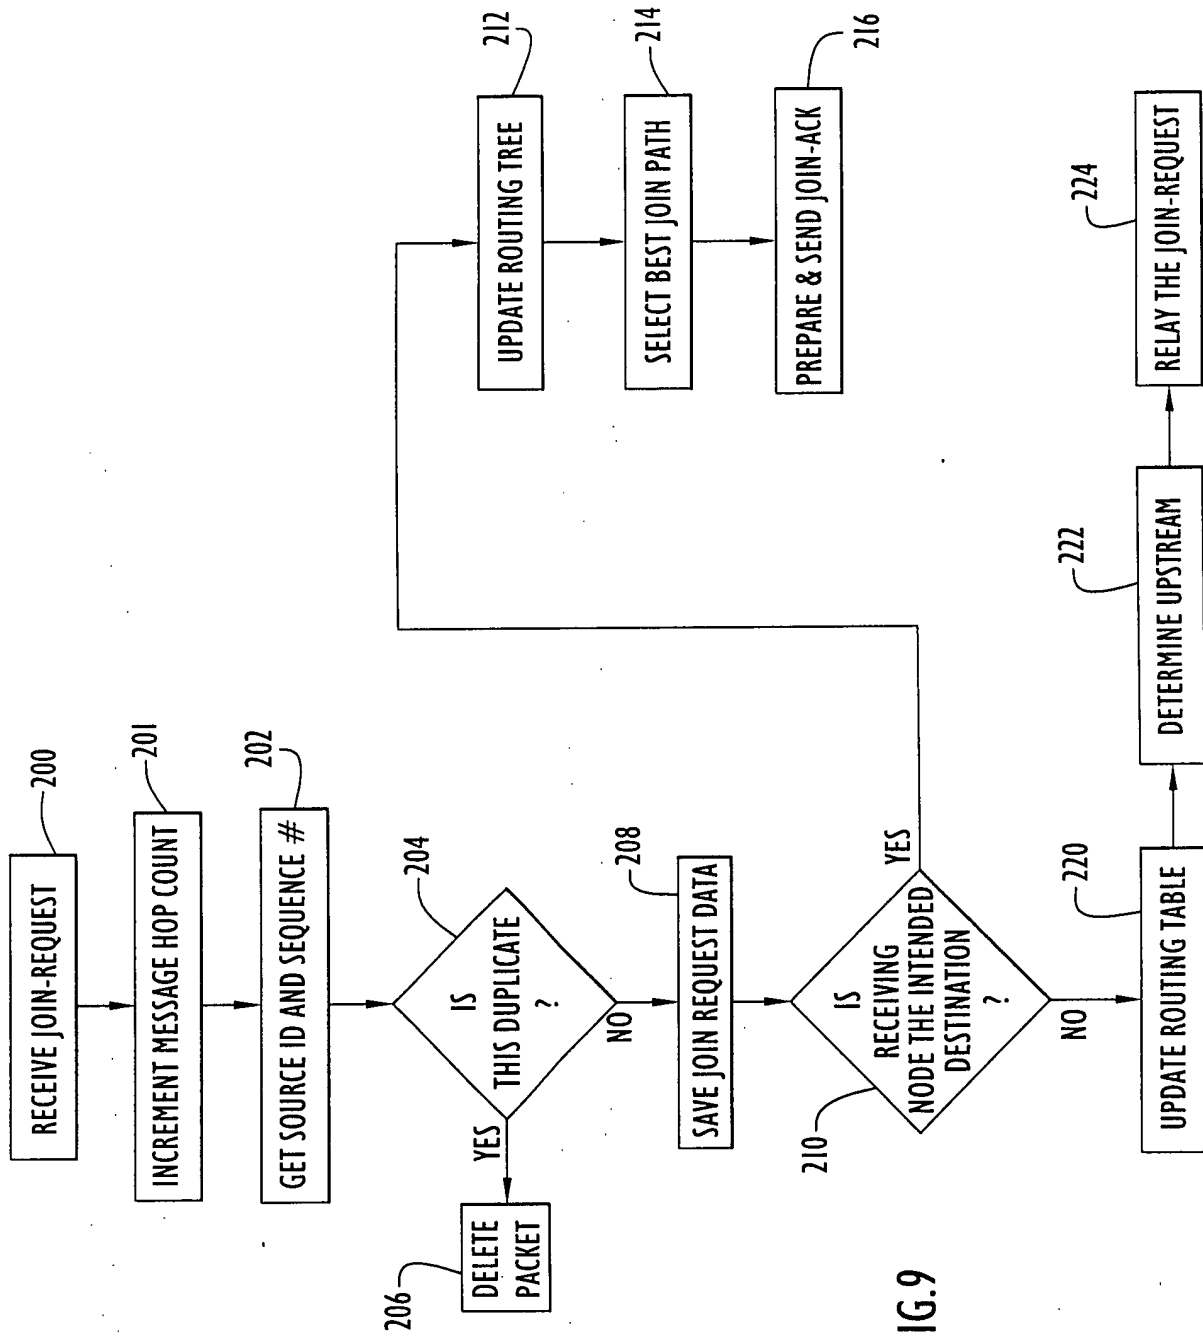 RECEIVE JOIN-REQUEST
200
INCREMENT MESSAGE HOP COUNT
201
GET SOURCE ID AND SEQUENCE #
202
IS
THIS DUPLICATE
?
204
YES
DELETE
PACKET
206
NO
SAVE JOIN REQUEST DATA
208
IS
RECEIVING
NODE THE INTENDED
DESTINATION
?
210
YES
UPDATE ROUTING TREE
212
SELECT BEST JOIN PATH
214
PREPARE & SEND JOIN-ACK
216
NO
UPDATE ROUTING TABLE
220
DETERMINE UPSTREAM
222
RELAY THE JOIN-REQUEST
224
IG.9